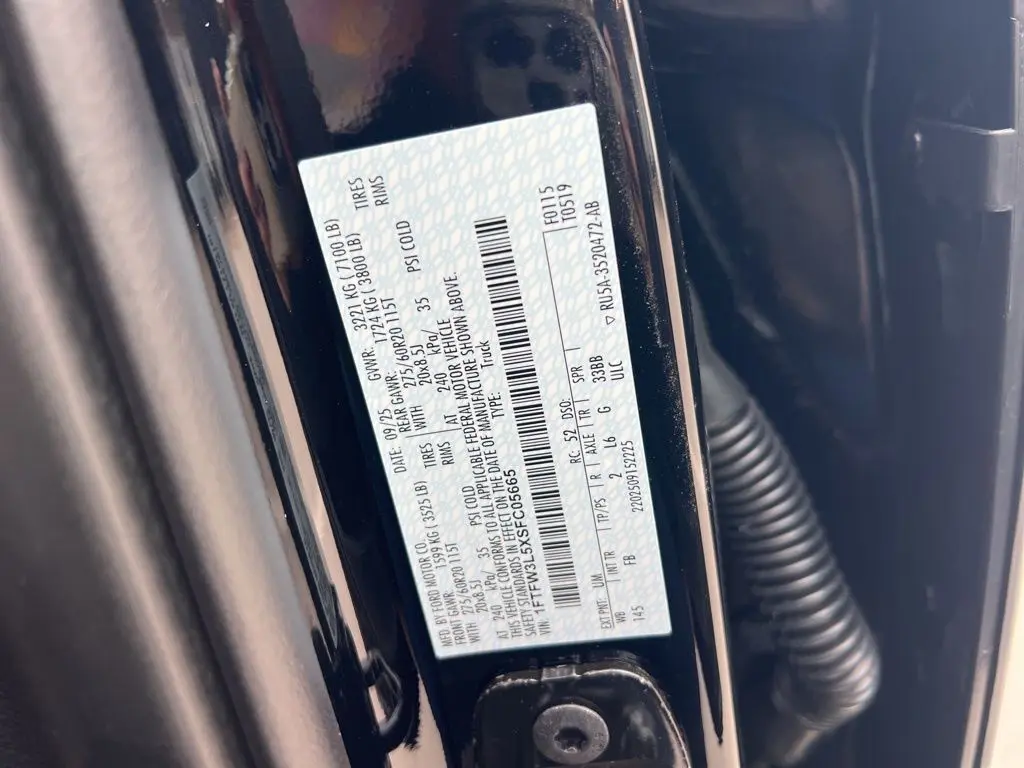 MFD. BY FORD MOTOR CO. DATE: 09/25 GVWR: 3221 KG ( 7100 LB)
FRONT GAWR: 1599 KG ( 3525 LB) REAR GAWR: 1724 KG ( 3800 LB)
275/60R20 115T TIRES 275/60R20 115T TIRES
WITH 20x8.5J RIMS WITH 20x8.5J RIMS
AT 240 kPa/ 35 PSI COLD AT 240 kPa/ 35 PSI COLD
THIS VEHICLE CONFORMS TO ALL APPLICABLE FEDERAL MOTOR VEHICLE
SAFETY STANDARDS IN EFFECT ON THE DATE OF MANUFACTURE SHOWN ABOVE.
VIN: 1FTFW3L5XSFC05665 TYPE: Truck
F0115
T0519
EXT PNT: UM RC: 52 DSO:
WB INT TR TP/PS R AXLE TR SPR
145 FB 2 L6 G 33BB
220250915225 ULC ▽ RU5A-3520472-AB